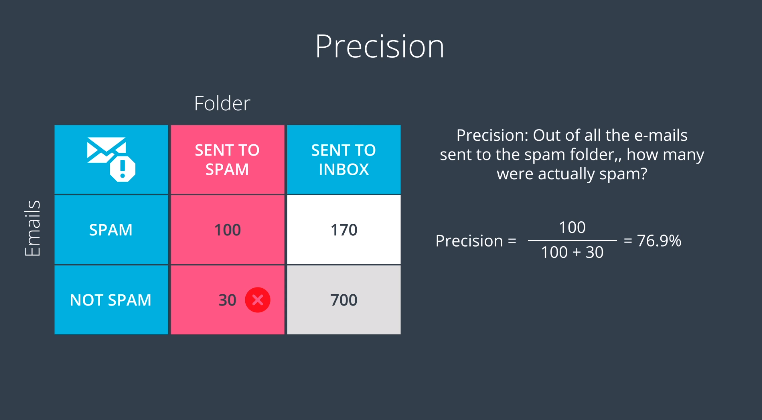 Precision
Folder
SENT TO
SPAM
SENT TO
INBOX
Emails
SPAM
100
170
NOT SPAM
30
700
Precision: Out of all the e-mails
sent to the spam folder,, how many
were actually spam?
Precision = 100 / 100 + 30 = 76.9%